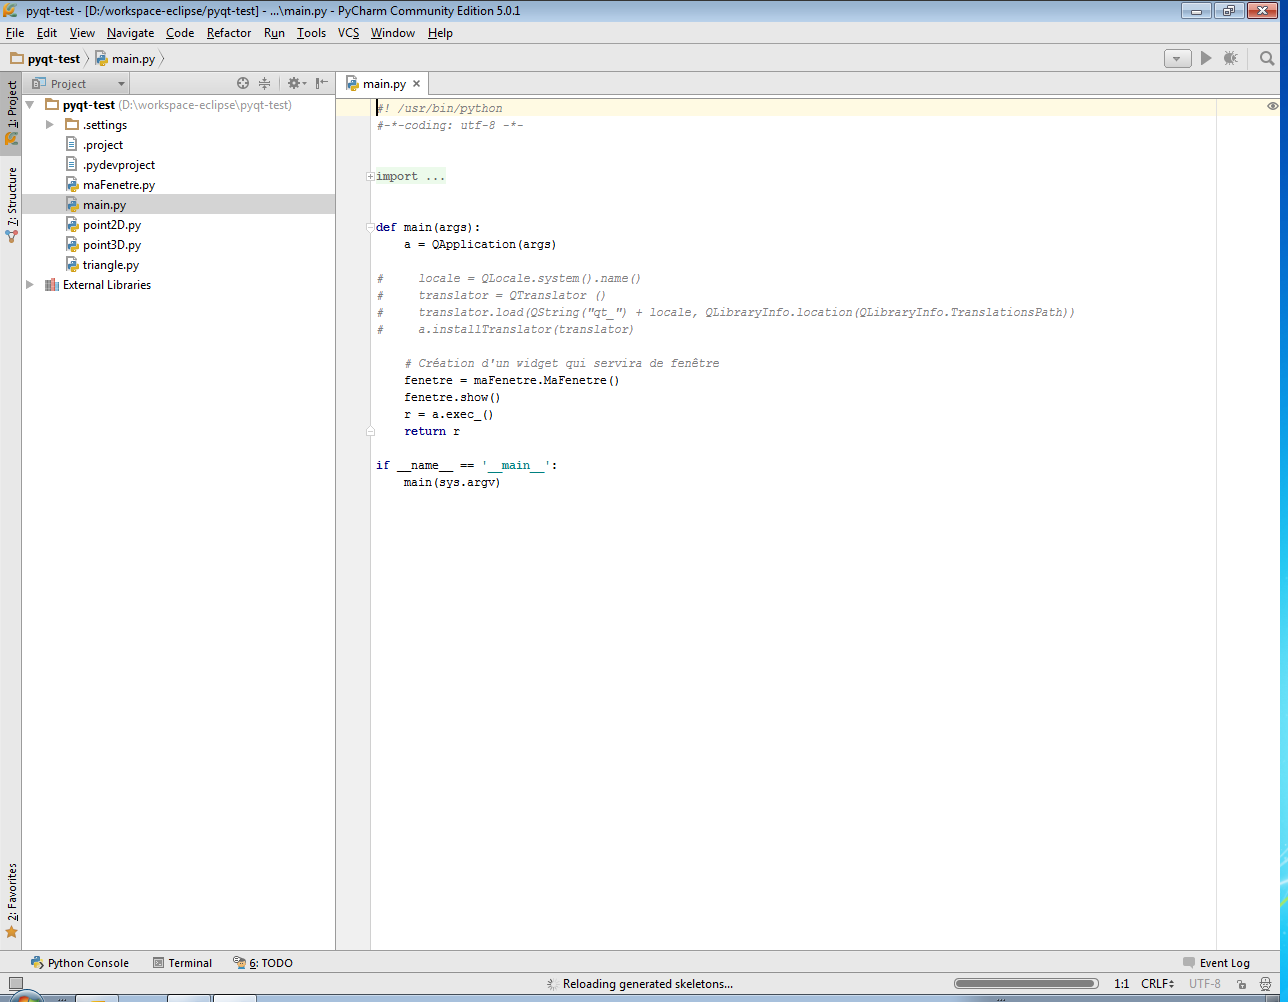 pyqt-test - [D:/workspace-eclipse/pyqt-test] - ...\main.py - PyCharm Community Edition 5.0.1
File Edit View Navigate Code Refactor Run Tools VCS Window Help
pyqt-test main.py
1: Project
7: Structure
2: Favorites
Project
pyqt-test (D:\workspace-eclipse\pyqt-test)
.settings
.project
.pydevproject
maFenetre.py
main.py
point2D.py
point3D.py
triangle.py
External Libraries
main.py
#! /usr/bin/python
#-*-coding: utf-8 -*-
import ...
def main(args):
a = QApplication(args)
# locale = QLocale.system().name()
# translator = QTranslator ()
# translator.load(QString("qt_") + locale, QLibraryInfo.location(QLibraryInfo.TranslationsPath))
# a.installTranslator(translator)
# Création d'un widget qui servira de fenêtre
fenetre = maFenetre.MaFenetre()
fenetre.show()
r = a.exec_()
return r
if __name__ == '__main__':
main(sys.argv)
Python Console Terminal 6: TODO Event Log
Reloading generated skeletons... 1:1 CRLF UTF-8